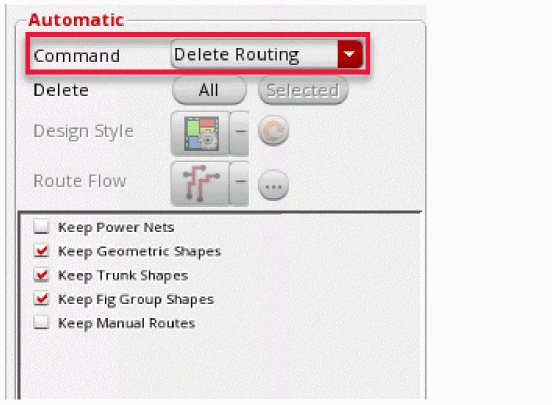 Automatic
Command Delete Routing
Delete All Selected
Design Style
Route Flow
Keep Power Nets
Keep Geometric Shapes
Keep Trunk Shapes
Keep Fig Group Shapes
Keep Manual Routes